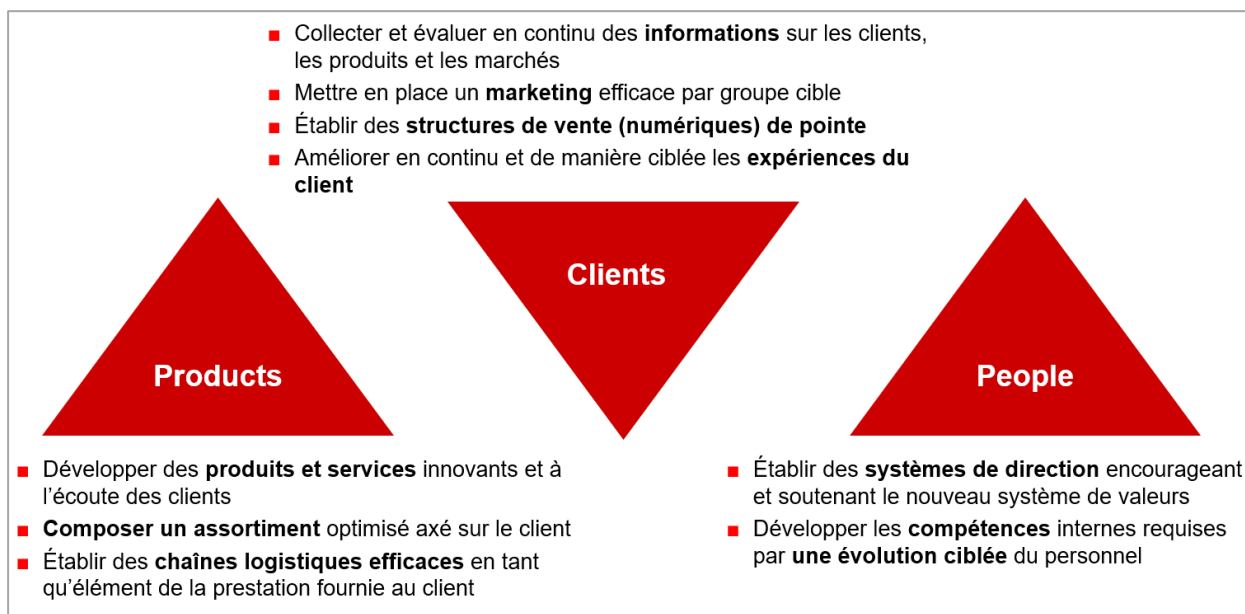 Collecter et évaluer en continu des informations sur les clients,
les produits et les marchés
Mettre en place un marketing efficace par groupe cible
Établir des structures de vente (numériques) de pointe
Améliorer en continu et de manière ciblée les expériences du
client
Clients
Products
People
Développer des produits et services innovants et à
l’écoute des clients
Composer un assortiment optimisé axé sur le client
Établir des chaînes logistiques efficaces en tant
qu’élément de la prestation fournie au client
Établir des systèmes de direction encourageant
et soutenant le nouveau système de valeurs
Développer les compétences internes requises
par une évolution ciblée du personnel